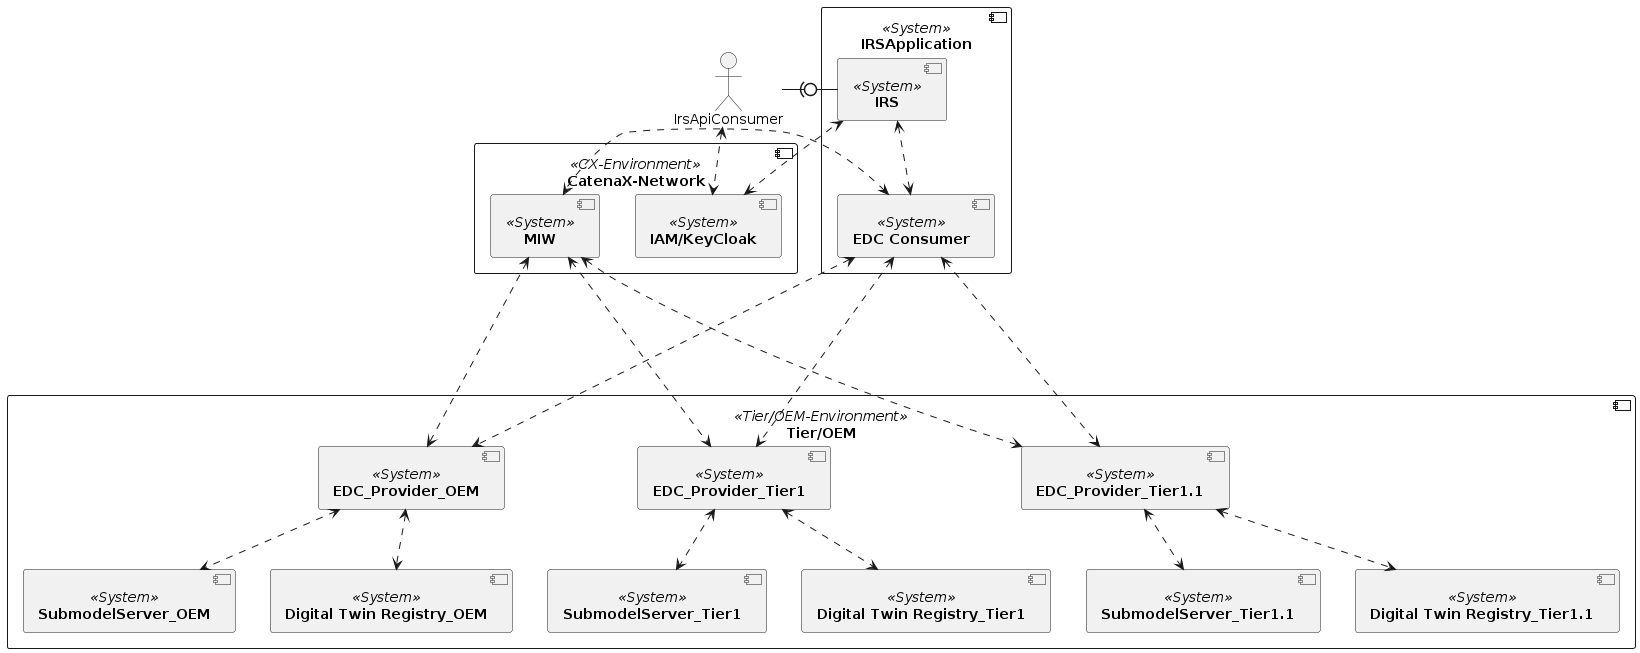 «System»
IRSApplication
«System»
IRS
IrsApiConsumer
«CX-Environment»
CatenaX-Network
«System»
MIW
«System»
IAM/KeyCloak
«System»
EDC Consumer
«Tier/OEM-Environment»
Tier/OEM
«System»
EDC_Provider_OEM
«System»
EDC_Provider_Tier1
«System»
EDC_Provider_Tier1.1
«System»
SubmodelServer_OEM
«System»
Digital Twin Registry_OEM
«System»
SubmodelServer_Tier1
«System»
Digital Twin Registry_Tier1
«System»
SubmodelServer_Tier1.1
«System»
Digital Twin Registry_Tier1.1